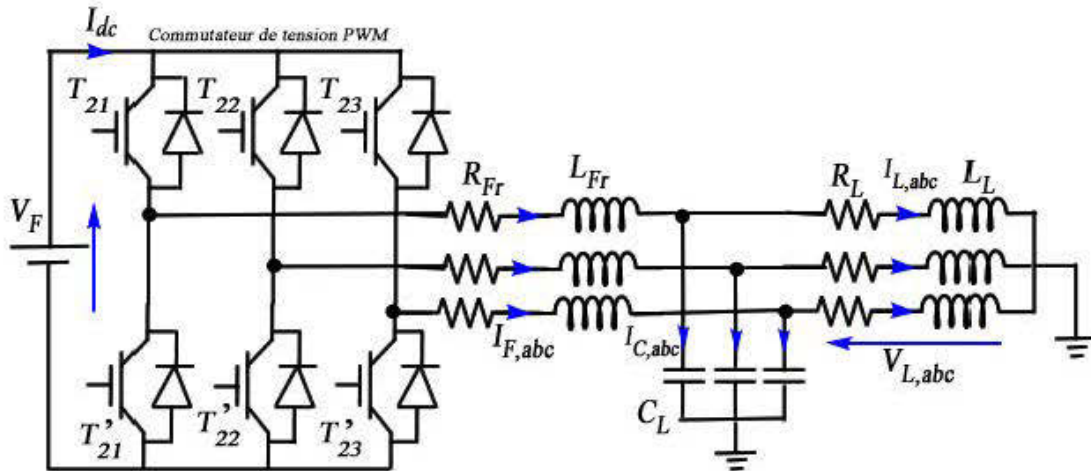 I_dc
Commutateur de tension PWM
T_21 T_22 T_23
R_Fr L_Fr R_L I_L,abc L_L
V_F
I_F,abc I_C,abc V_L,abc
C_L
T'_21 T'_22 T'_23